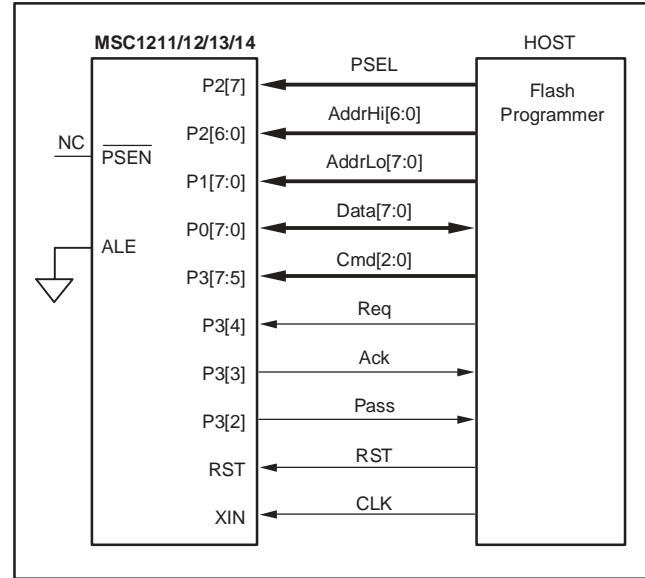 MSC1211/12/13/14 HOST
PSEL
P2[7] Flash
Programmer
AddrHi[6:0]
P2[6:0]
NC PSEN
AddrLo[7:0]
P1[7:0]
Data[7:0]
P0[7:0]
ALE
Cmd[2:0]
P3[7:5]
Req
P3[4]
Ack
P3[3]
Pass
P3[2]
RST
RST
CLK
XIN